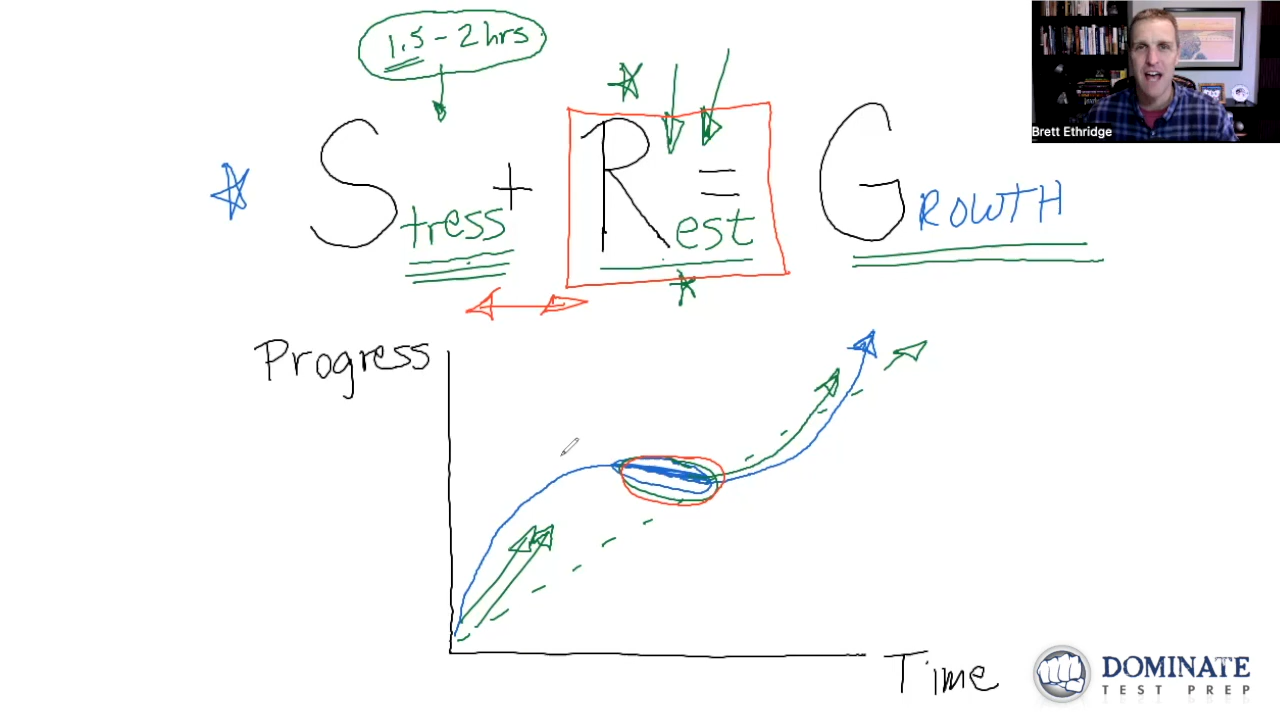 1.5 - 2 hrs
Brett Ethridge
Stress + Rest = GROWTH
Progress
Time
DOMINATE
TEST PREP